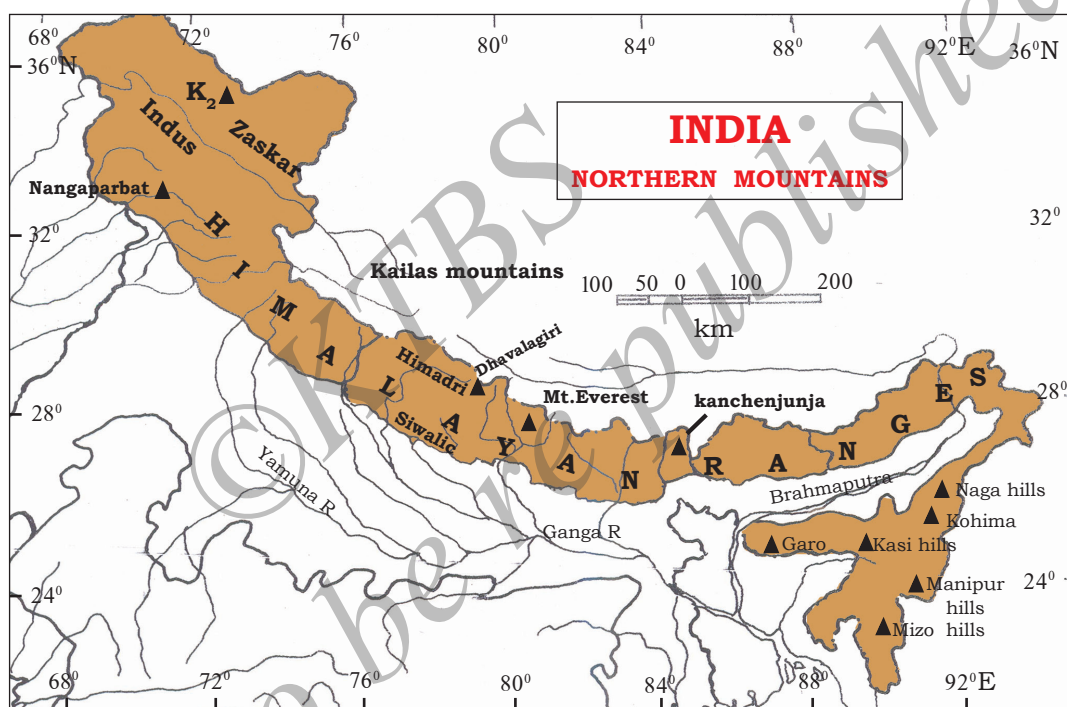 68⁰ 72⁰ 76⁰ 80⁰ 84⁰ 88⁰ 92⁰E 36⁰N
36⁰N
K₂
Indus
Zaskar
INDIA
NORTHERN MOUNTAINS
Nangaparbat
32⁰
32⁰
HIMALAYAN RANGES
Kailas mountains
100 50 0 100 200
km
Himadri
Dhavalagiri
Siwalic
Mt.Everest
kanchenjunja
28⁰
28⁰
Yamuna R
Ganga R
Brahmaputra
Naga hills
Kohima
Garo
Kasi hills
Manipur
hills
Mizo hills
24⁰
24⁰
68⁰ 72⁰ 76⁰ 80⁰ 84⁰ 88⁰ 92⁰E
©KTBS
be republished